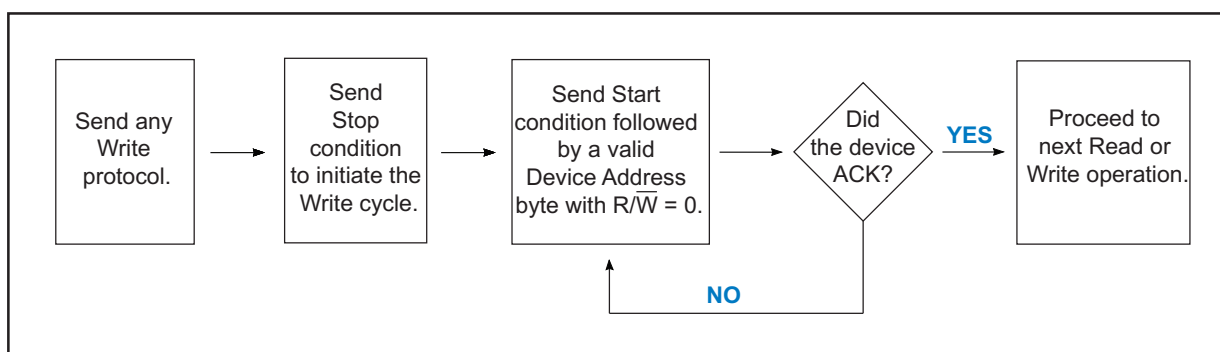 Send any
Write
protocol.
Send
Stop
condition
to initiate the
Write cycle.
Send Start
condition followed
by a valid
Device Address
byte with R/W̅ = 0.
Did
the device
ACK?
YES
NO
Proceed to
next Read or
Write operation.